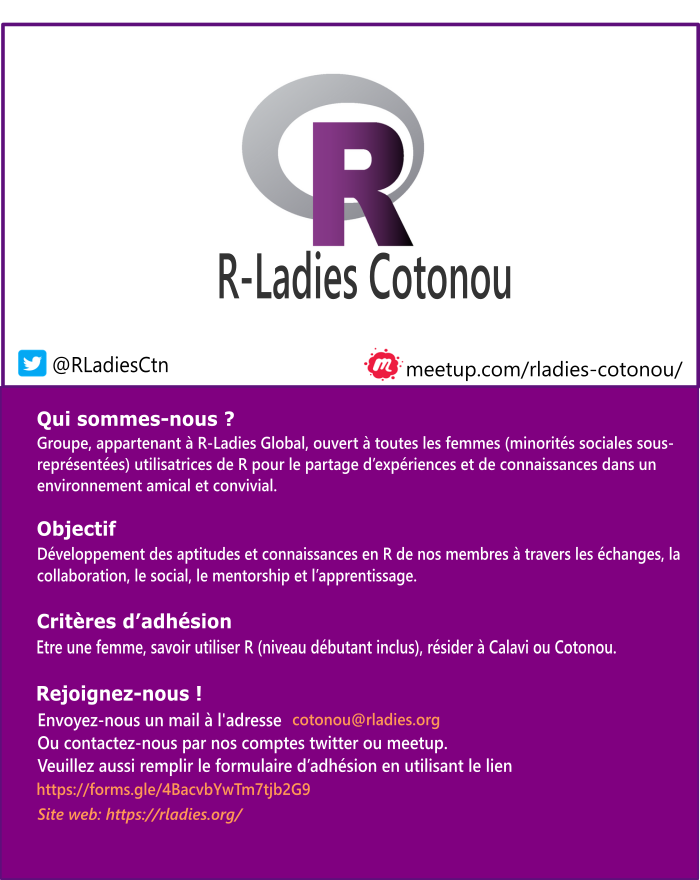 R
R-Ladies Cotonou
@RLadiesCtn
m
meetup.com/rladies-cotonou/
Qui sommes-nous ?
Groupe, appartenant à R-Ladies Global, ouvert à toutes les femmes (minorités sociales sous-
représentées) utilisatrices de R pour le partage d’expériences et de connaissances dans un
environnement amical et convivial.
Objectif
Développement des aptitudes et connaissances en R de nos membres à travers les échanges, la
collaboration, le social, le mentorship et l’apprentissage.
Critères d’adhésion
Etre une femme, savoir utiliser R (niveau débutant inclus), résider à Calavi ou Cotonou.
Rejoignez-nous !
Envoyez-nous un mail à l'adresse cotonou@rladies.org
Ou contactez-nous par nos comptes twitter ou meetup.
Veuillez aussi remplir le formulaire d’adhésion en utilisant le lien
https://forms.gle/4BacvbYwTm7tjb2G9
Site web: https://rladies.org/